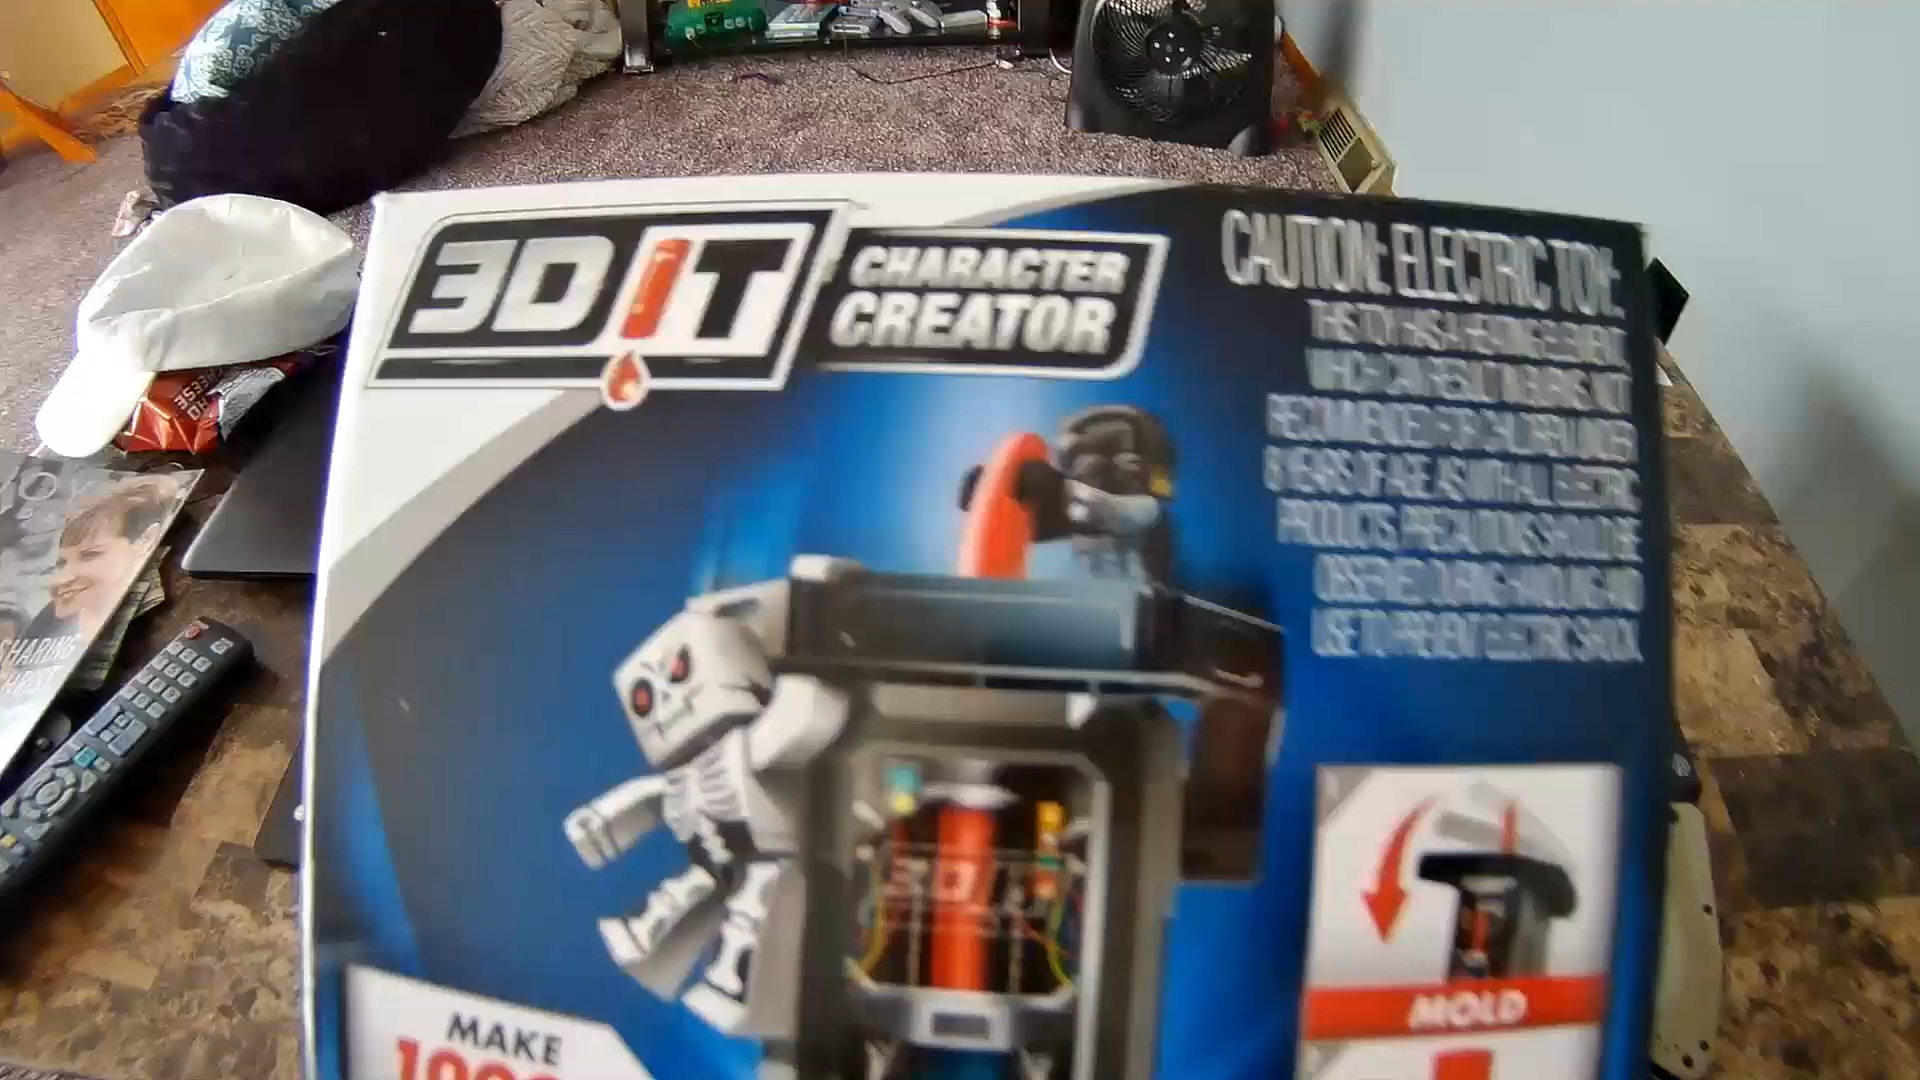 3D IT
CHARACTER
CREATOR
CAUTION: ELECTRIC TOY:
THIS TOY HAS A HEATING ELEMENT
WHICH CAN RESULT IN BURNS. NOT
RECOMMENDED FOR CHILDREN UNDER
8 YEARS OF AGE. AS WITH ALL ELECTRIC
PRODUCTS, PRECAUTIONS SHOULD BE
OBSERVED DURING HANDLING AND
USE TO PREVENT ELECTRIC SHOCK.
3D
MOLD
MAKE
SHARING